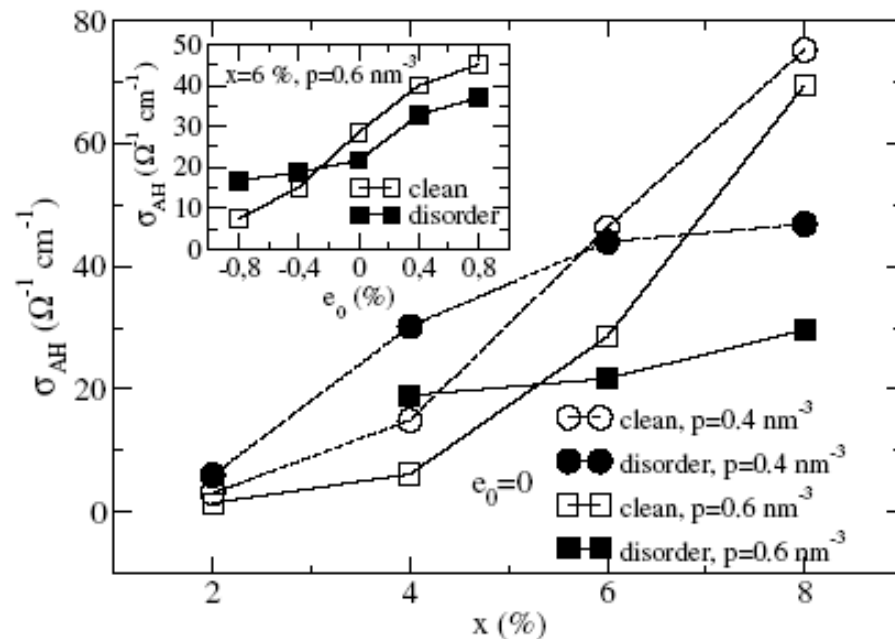 80
60
40
20
0
σ_AH (Ω⁻¹ cm⁻¹)
50
40
30
20
10
0
σ_AH (Ω⁻¹ cm⁻¹)
x=6 %, p=0.6 nm⁻³
clean
disorder
-0,8 -0,4 0 0,4 0,8
e₀ (%)
clean, p=0.4 nm⁻³
disorder, p=0.4 nm⁻³
e₀=0
clean, p=0.6 nm⁻³
disorder, p=0.6 nm⁻³
2 4 6 8
x (%)